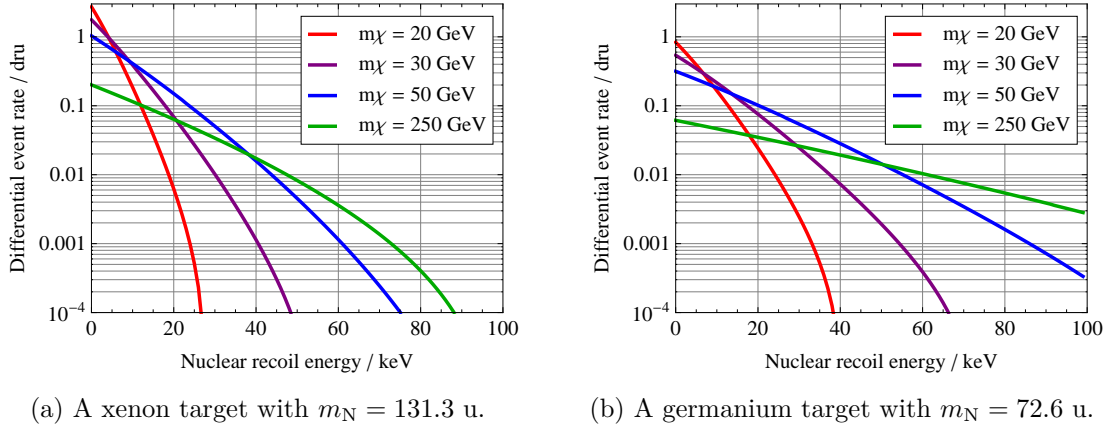 Differential event rate / dru
1
0.1
0.01
0.001
10⁻⁴
0 20 40 60 80 100
Nuclear recoil energy / keV
mχ = 20 GeV
mχ = 30 GeV
mχ = 50 GeV
mχ = 250 GeV
(a) A xenon target with m_N = 131.3 u.
Differential event rate / dru
1
0.1
0.01
0.001
10⁻⁴
0 20 40 60 80 100
Nuclear recoil energy / keV
mχ = 20 GeV
mχ = 30 GeV
mχ = 50 GeV
mχ = 250 GeV
(b) A germanium target with m_N = 72.6 u.